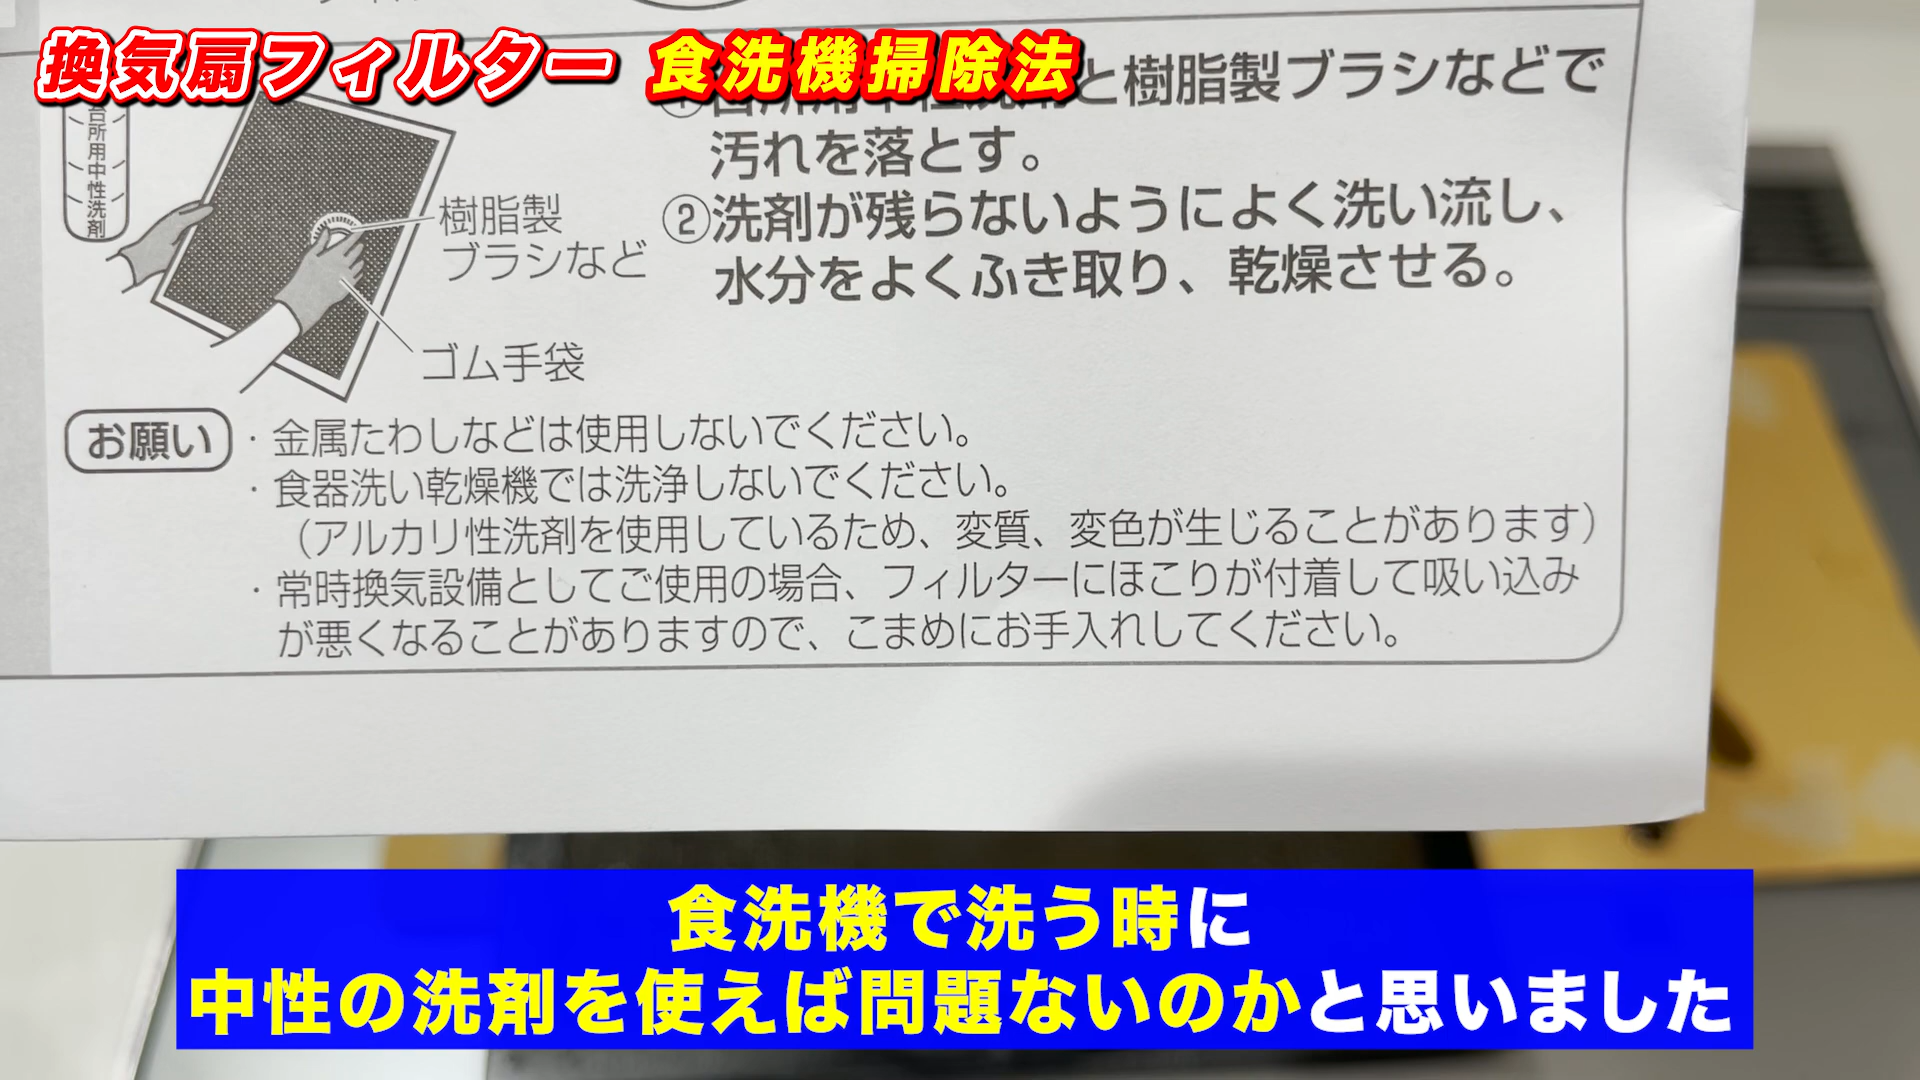 換気扇フィルター 食洗機掃除法
と樹脂製ブラシなどで
汚れを落とす。
②洗剤が残らないようによく洗い流し、
水分をよくふき取り、乾燥させる。
台所用中性洗剤
樹脂製
ブラシなど
ゴム手袋
お願い
・金属たわしなどは使用しないでください。
・食器洗い乾燥機では洗浄しないでください。
（アルカリ性洗剤を使用しているため、変質、変色が生じることがあります）
・常時換気設備としてご使用の場合、フィルターにほこりが付着して吸い込み
が悪くなることがありますので、こまめにお手入れしてください。
食洗機で洗う時に
中性の洗剤を使えば問題ないのかと思いました